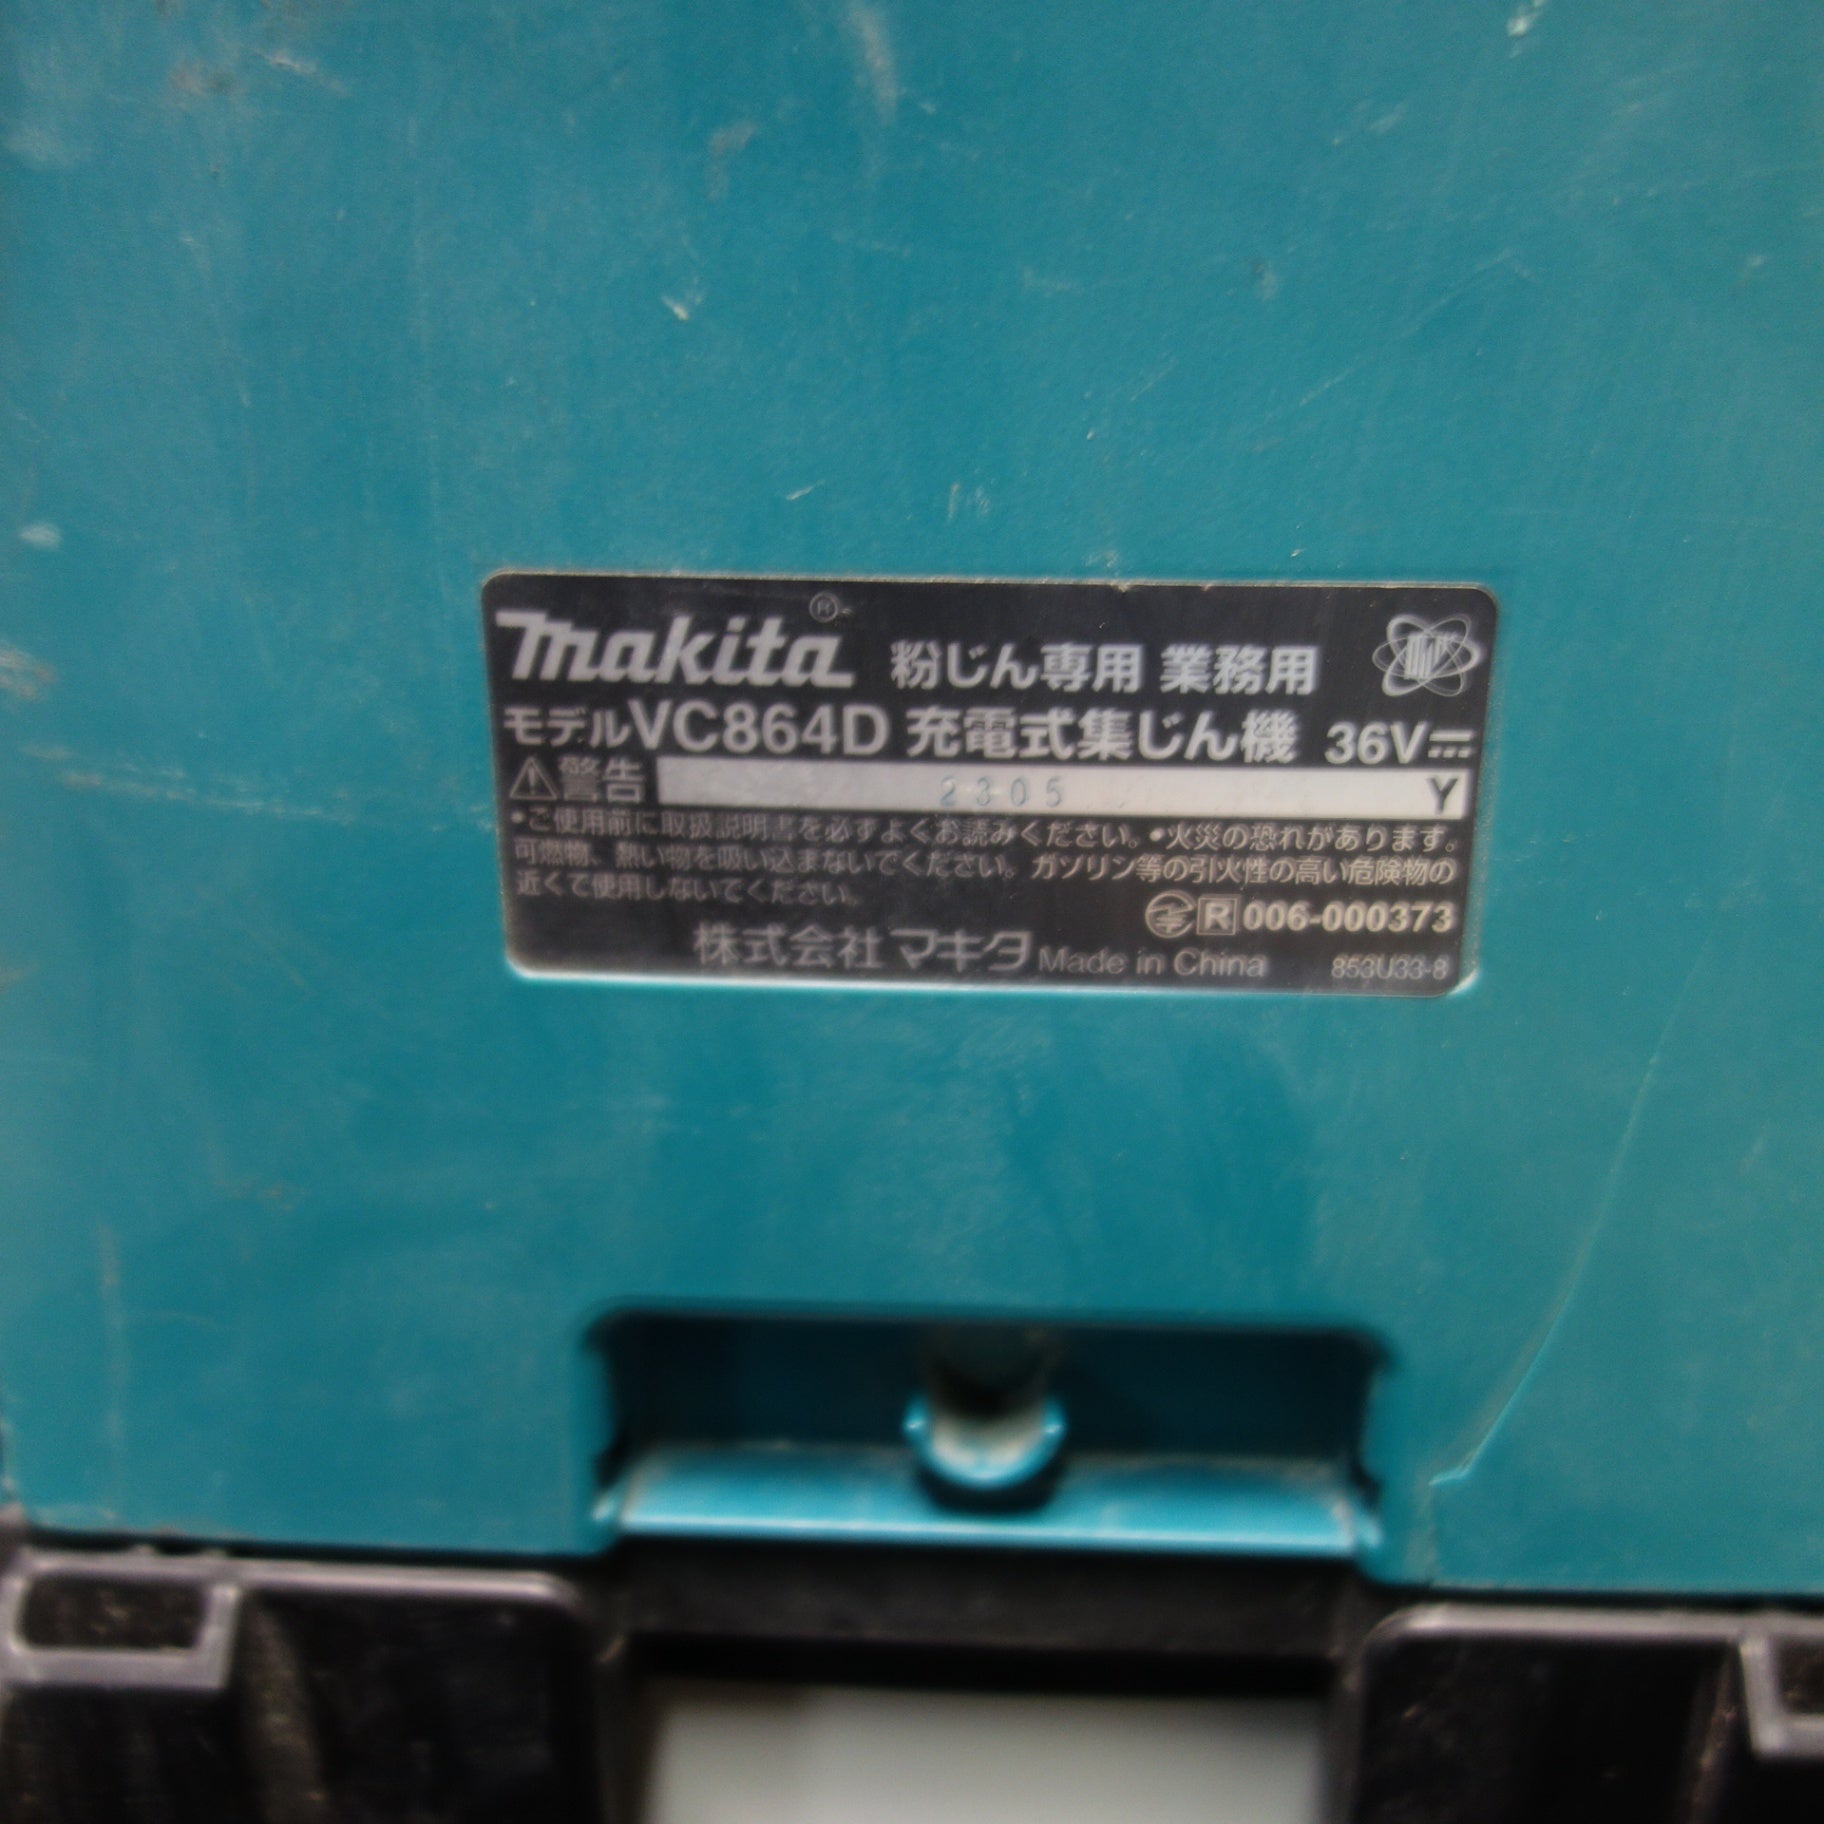 makita® 粉じん専用 業務用
モデルVC864D 充電式集じん機 36V
警告 2305 Y
•ご使用前に取扱説明書を必ずよくお読みください。•火災の恐れがあります。
可燃物、熱い物を吸い込まないでください。ガソリン等の引火性の高い危険物の
近くて使用しないでください。
R 006-000373
株式会社 マキタ Made in China 853U33-8